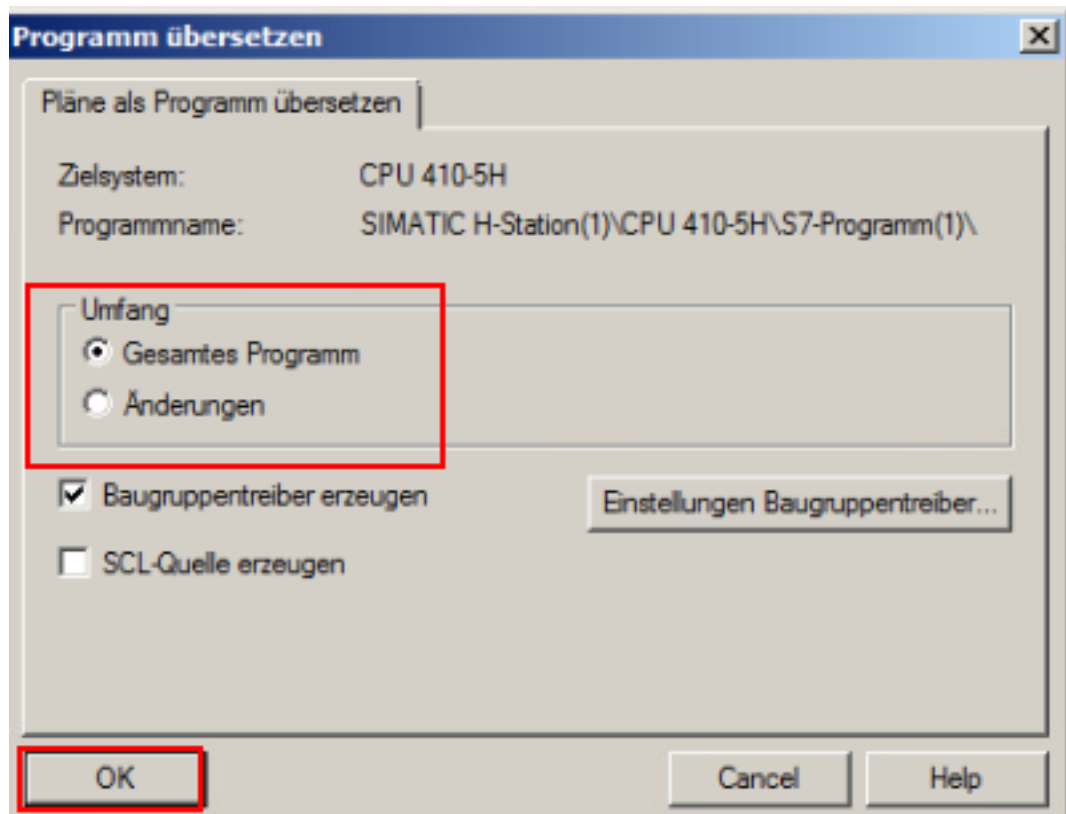 Programm übersetzen
Pläne als Programm übersetzen
Zielsystem: CPU 410-5H
Programmname: SIMATIC H-Station(1)\CPU 410-5H\S7-Programm(1)\
Umfang
Gesamtes Programm
Änderungen
Baugruppentreiber erzeugen Einstellungen Baugruppentreiber...
SCL-Quelle erzeugen
OK Cancel Help